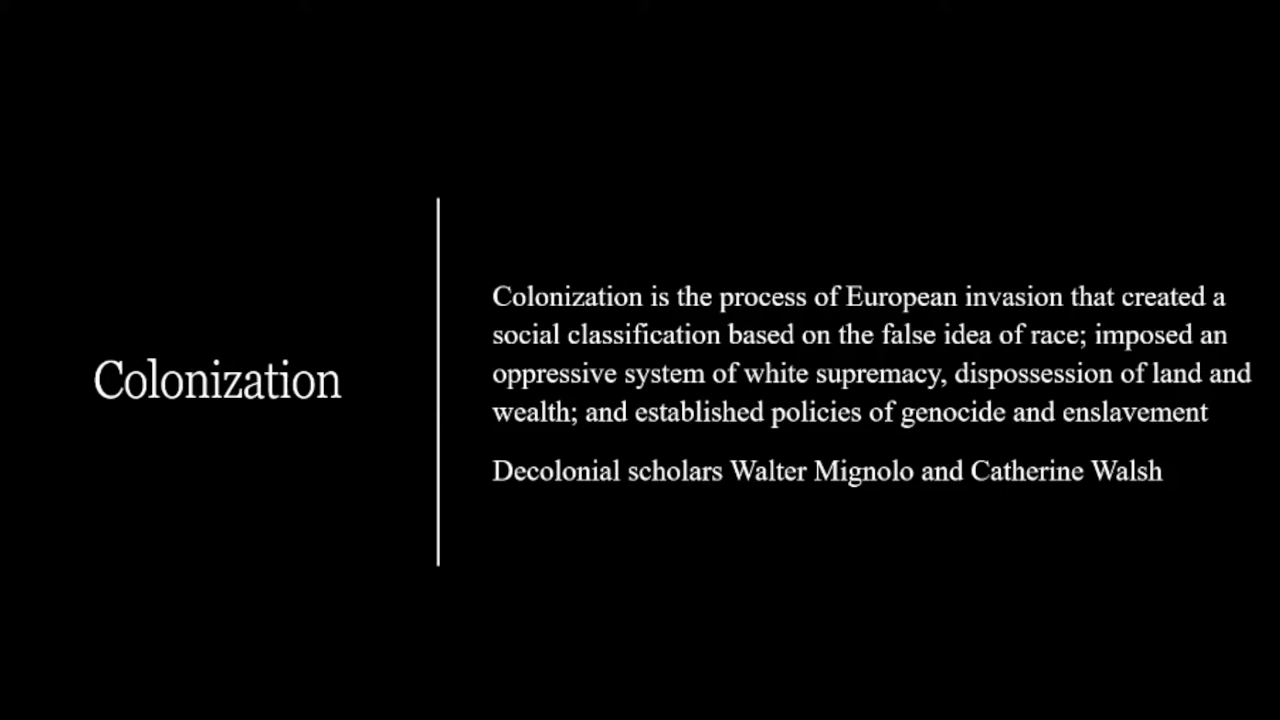 Colonization
Colonization is the process of European invasion that created a
social classification based on the false idea of race; imposed an
oppressive system of white supremacy, dispossession of land and
wealth; and established policies of genocide and enslavement
Decolonial scholars Walter Mignolo and Catherine Walsh